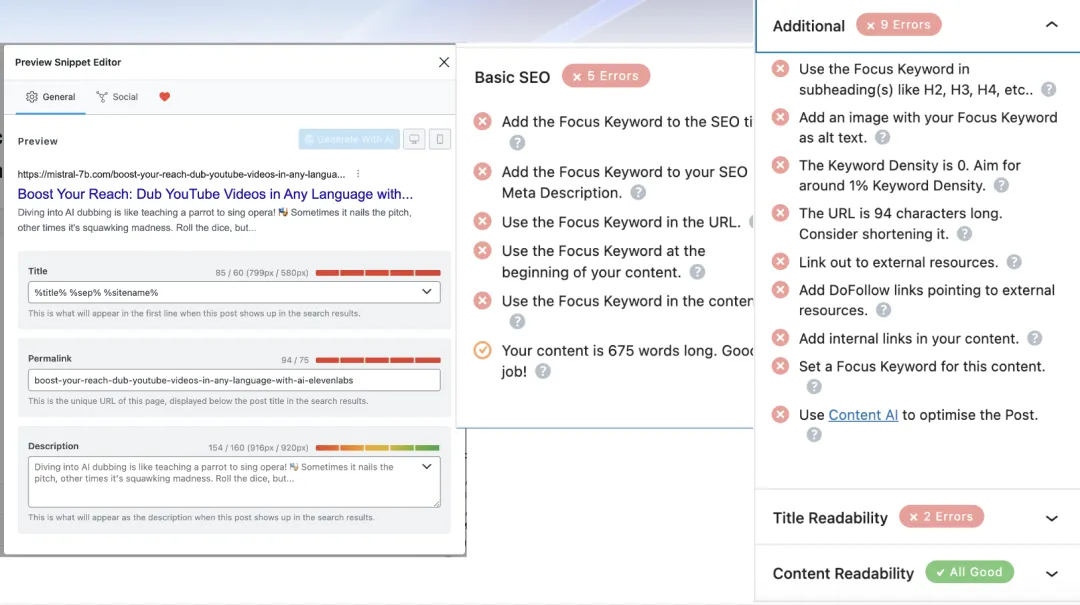 Preview Snippet Editor
General
Social
Preview
Generate With AI
https://mistral-7b.com/boost-your-reach-dub-youtube-videos-in-any-langua...
Boost Your Reach: Dub YouTube Videos in Any Language with...
Diving into AI dubbing is like teaching a parrot to sing opera! 🎭 Sometimes it nails the pitch,
other times it's squawking madness. Roll the dice, but...
Title
85 / 60 (799px / 580px)
%title% %sep% %sitename%
This is what will appear in the first line when this post shows up in the search results.
Permalink
94 / 75
boost-your-reach-dub-youtube-videos-in-any-language-with-ai-elevenlabs
This is the unique URL of this page, displayed below the post title in the search results.
Description
154 / 160 (916px / 920px)
Diving into AI dubbing is like teaching a parrot to sing opera! 🎭 Sometimes it nails the
pitch, other times it's squawking madness. Roll the dice, but...
This is what will appear as the description when this post shows up in the search results.
Basic SEO
× 5 Errors
Add the Focus Keyword to the SEO ti
?
Add the Focus Keyword to your SEO
Meta Description. ?
Use the Focus Keyword in the URL.
Use the Focus Keyword at the
beginning of your content. ?
Use the Focus Keyword in the conten
?
Your content is 675 words long. Good
job! ?
Additional
× 9 Errors
Use the Focus Keyword in
subheading(s) like H2, H3, H4, etc.. ?
Add an image with your Focus Keyword
as alt text. ?
The Keyword Density is 0. Aim for
around 1% Keyword Density. ?
The URL is 94 characters long.
Consider shortening it. ?
Link out to external resources. ?
Add DoFollow links pointing to external
resources. ?
Add internal links in your content. ?
Set a Focus Keyword for this content.
?
Use Content AI to optimise the Post.
?
Title Readability
× 2 Errors
Content Readability
✓ All Good